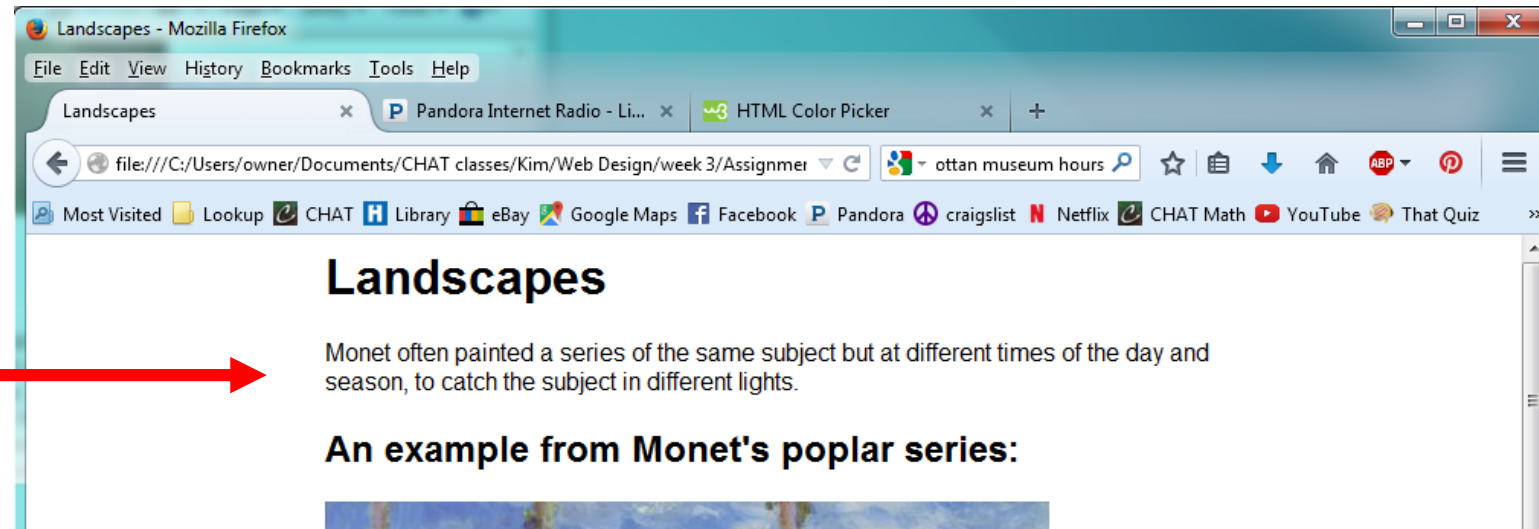 Landscapes - Mozilla Firefox
File Edit View History Bookmarks Tools Help
Landscapes Pandora Internet Radio - Li... HTML Color Picker
file:///C:/Users/owner/Documents/CHAT classes/Kim/Web Design/week 3/Assignmer ottan museum hours ABP
Most Visited Lookup CHAT Library eBay Google Maps Facebook Pandora craigslist Netflix CHAT Math YouTube That Quiz »
Landscapes
Monet often painted a series of the same subject but at different times of the day and
season, to catch the subject in different lights.
An example from Monet's poplar series: